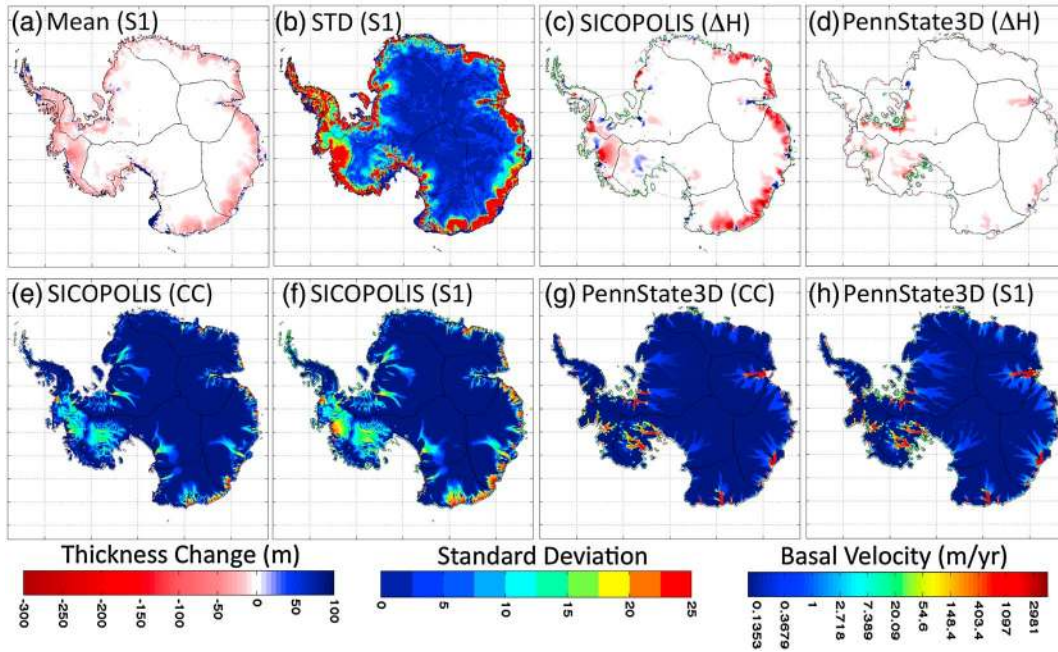 (a) Mean (S1)
(b) STD (S1)
(c) SICOPOLIS (ΔH)
(d) PennState3D (ΔH)
(e) SICOPOLIS (CC)
(f) SICOPOLIS (S1)
(g) PennState3D (CC)
(h) PennState3D (S1)
Thickness Change (m)
-300 -250 -200 -150 -100 -50 0 50 100
Standard Deviation
0 5 10 15 20 25
Basal Velocity (m/yr)
0.1353 0.3679 1 2.718 7.389 20.09 54.6 148.4 403.4 1097 2981